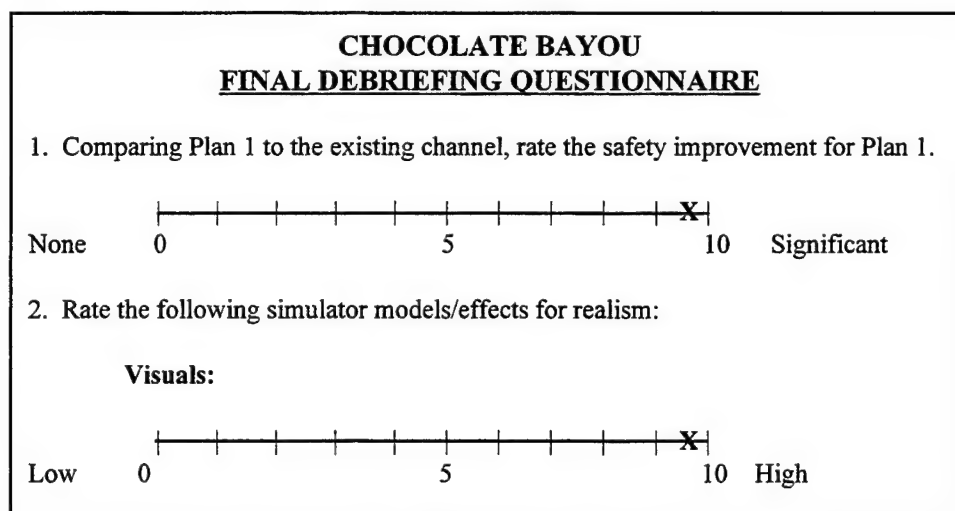 CHOCOLATE BAYOU
FINAL DEBRIEFING QUESTIONNAIRE
1. Comparing Plan 1 to the existing channel, rate the safety improvement for Plan 1.
X
None 0 5 10 Significant
2. Rate the following simulator models/effects for realism:
Visuals:
X
Low 0 5 10 High